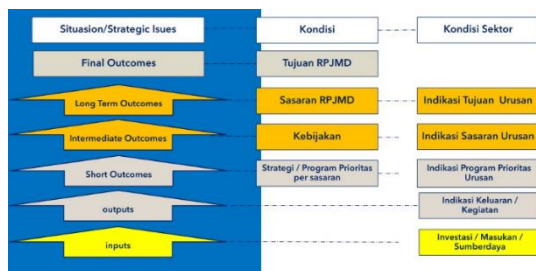 Situasion/Strategic Isues
Kondisi
Kondisi Sektor
Final Outcomes
Tujuan RPJMD
Long Term Outcomes
Sasaran RPJMD
Indikasi Tujuan Urusan
Intermediate Outcomes
Kebijakan
Indikasi Sasaran Urusan
Short Outcomes
Strategi / Program Prioritas
per sasaran
Indikasi Program Prioritas
Urusan
outputs
Indikasi Keluaran /
Kegiatan
inputs
Investasi / Masukan /
Sumberdaya